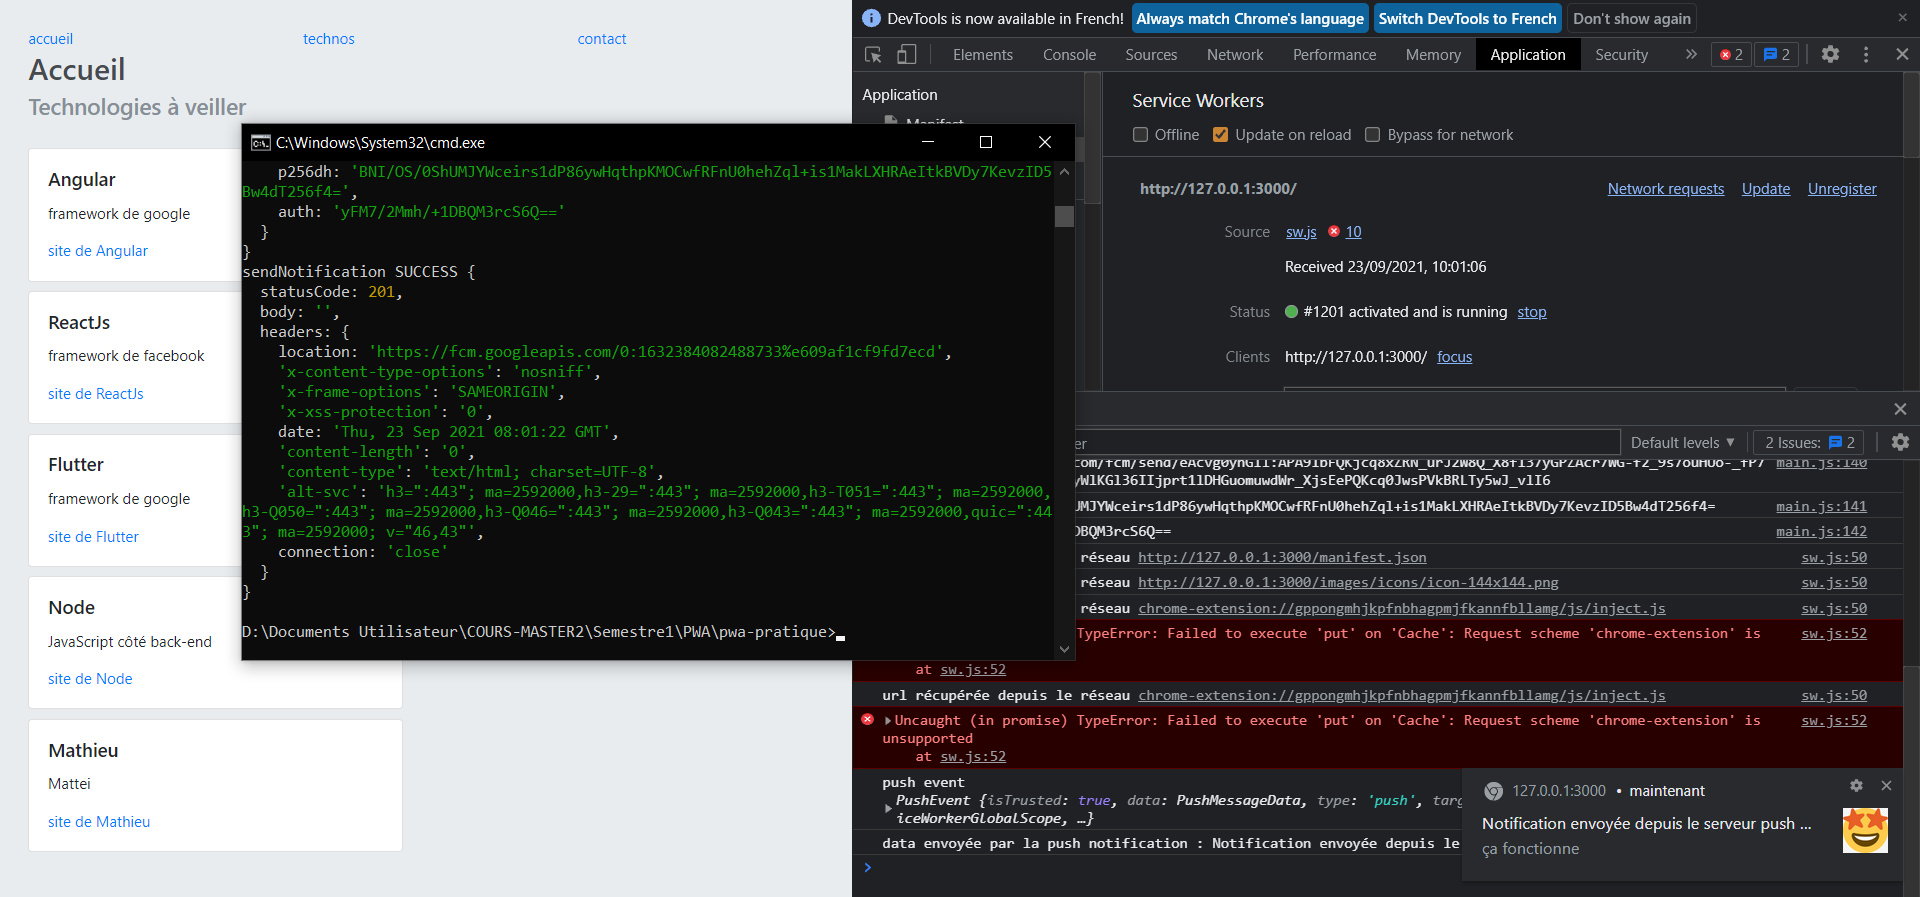 accueil
technos
contact
Accueil
Technologies à veiller
Angular
framework de google
site de Angular
ReactJs
framework de facebook
site de ReactJs
Flutter
framework de google
site de Flutter
Node
JavaScript côté back-end
site de Node
Mathieu
Mattei
site de Mathieu
C:\Windows\System32\cmd.exe
p256dh: 'BNI/OS/0ShUMJYWceirs1dP86ywHqthpKMOCwfRFnU0hehZql+is1MakLXHRAeItkBVDy7KevzID5
Bw4dT256f4=',
auth: 'yFM7/2Mmh/+1DBQM3rcS6Q=='
}
}
sendNotification SUCCESS {
statusCode: 201,
body: '',
headers: {
location: 'https://fcm.googleapis.com/0:1632384082488733%e609af1cf9fd7ecd',
'x-content-type-options': 'nosniff',
'x-frame-options': 'SAMEORIGIN',
'x-xss-protection': '0',
date: 'Thu, 23 Sep 2021 08:01:22 GMT',
'content-length': '0',
'content-type': 'text/html; charset=UTF-8',
'alt-svc': 'h3=":443"; ma=2592000,h3-29=":443"; ma=2592000,h3-T051=":443"; ma=2592000,
h3-Q050=":443"; ma=2592000,h3-Q046=":443"; ma=2592000,h3-Q043=":443"; ma=2592000,quic=":44
3"; ma=2592000; v="46,43"',
connection: 'close'
}
}
D:\Documents Utilisateur\COURS-MASTER2\Semestre1\PWA\pwa-pratique>
DevTools is now available in French! Always match Chrome's language Switch DevTools to French Don't show again
Elements Console Sources Network Performance Memory Application Security » 2 2
Application
Manifest
Service Workers
Offline Update on reload Bypass for network
http://127.0.0.1:3000/ Network requests Update Unregister
Source sw.js 10
Received 23/09/2021, 10:01:06
Status #1201 activated and is running stop
Clients http://127.0.0.1:3000/ focus
er Default levels ▼ 2 Issues: 2
main.js:140
yWlKGl36IIjprt1lDHGuomuwdWr_XjsEePQKcq0JwsPVkBRLTy5wJ_vlI6
UMJYWceirs1dP86ywHqthpKMOCwfRFnU0hehZql+is1MakLXHRAeItkBVDy7KevzID5Bw4dT256f4= main.js:141
DBQM3rcS6Q== main.js:142
réseau http://127.0.0.1:3000/manifest.json sw.js:50
réseau http://127.0.0.1:3000/images/icons/icon-144x144.png sw.js:50
réseau chrome-extension://gppongmhjkpfnbhagpmjfkannfbllamg/js/inject.js sw.js:50
TypeError: Failed to execute 'put' on 'Cache': Request scheme 'chrome-extension' is sw.js:52
at sw.js:52
url récupérée depuis le réseau chrome-extension://gppongmhjkpfnbhagpmjfkannfbllamg/js/inject.js sw.js:50
Uncaught (in promise) TypeError: Failed to execute 'put' on 'Cache': Request scheme 'chrome-extension' is sw.js:52
unsupported
at sw.js:52
push event
PushEvent {isTrusted: true, data: PushMessageData, type: 'push', targ
iceWorkerGlobalScope, …}
data envoyée par la push notification : Notification envoyée depuis le
>
127.0.0.1:3000 • maintenant
Notification envoyée depuis le serveur push ...
ça fonctionne